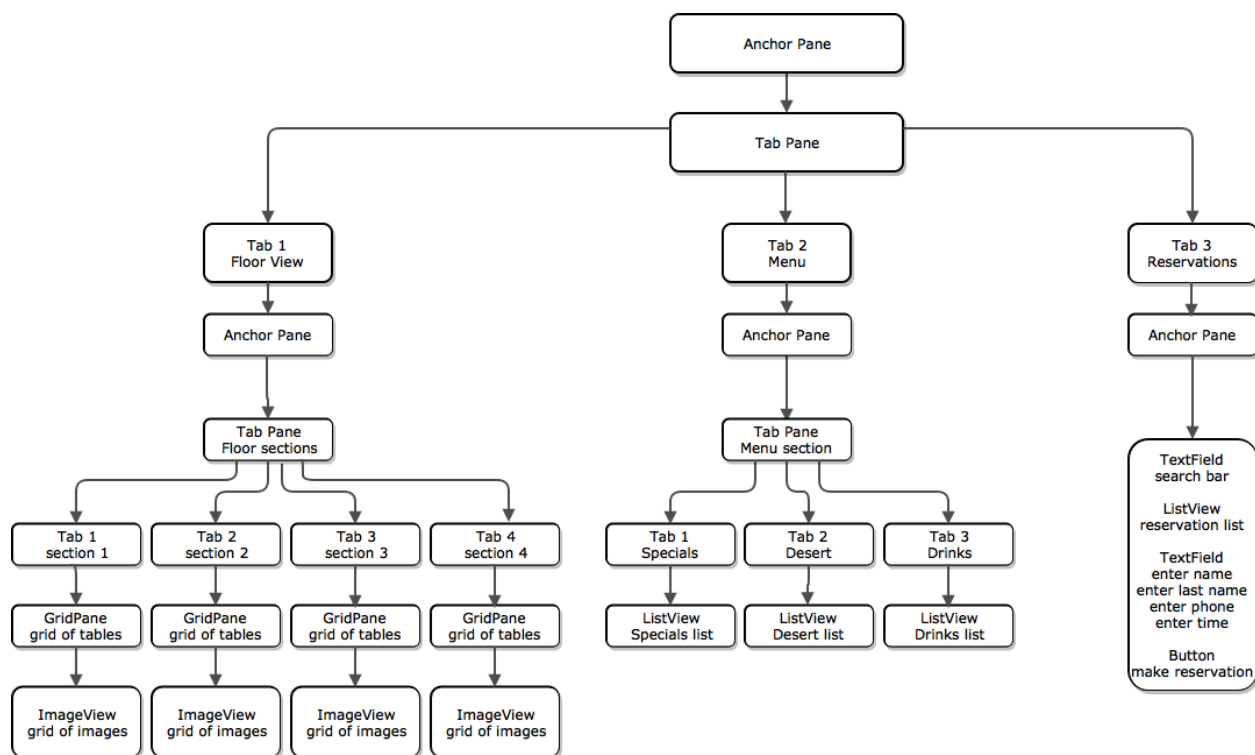 Anchor Pane
Tab Pane
Tab 1
Floor View
Tab 2
Menu
Tab 3
Reservations
Anchor Pane
Anchor Pane
Anchor Pane
Tab Pane
Floor sections
Tab Pane
Menu section
TextField
search bar
ListView
reservation list
TextField
enter name
enter last name
enter phone
enter time
Button
make reservation
Tab 1
section 1
Tab 2
section 2
Tab 3
section 3
Tab 4
section 4
Tab 1
Specials
Tab 2
Desert
Tab 3
Drinks
GridPane
grid of tables
GridPane
grid of tables
GridPane
grid of tables
GridPane
grid of tables
ListView
Specials list
ListView
Desert list
ListView
Drinks list
ImageView
grid of images
ImageView
grid of images
ImageView
grid of images
ImageView
grid of images